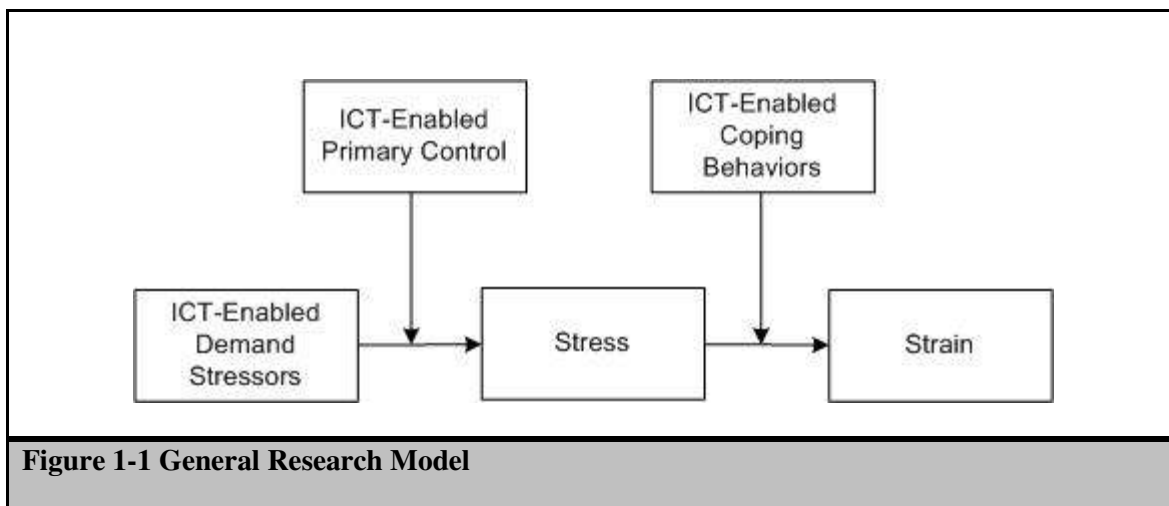 ICT-Enabled
Primary Control
ICT-Enabled
Coping
Behaviors
ICT-Enabled
Demand
Stressors
Stress
Strain
Figure 1-1 General Research Model